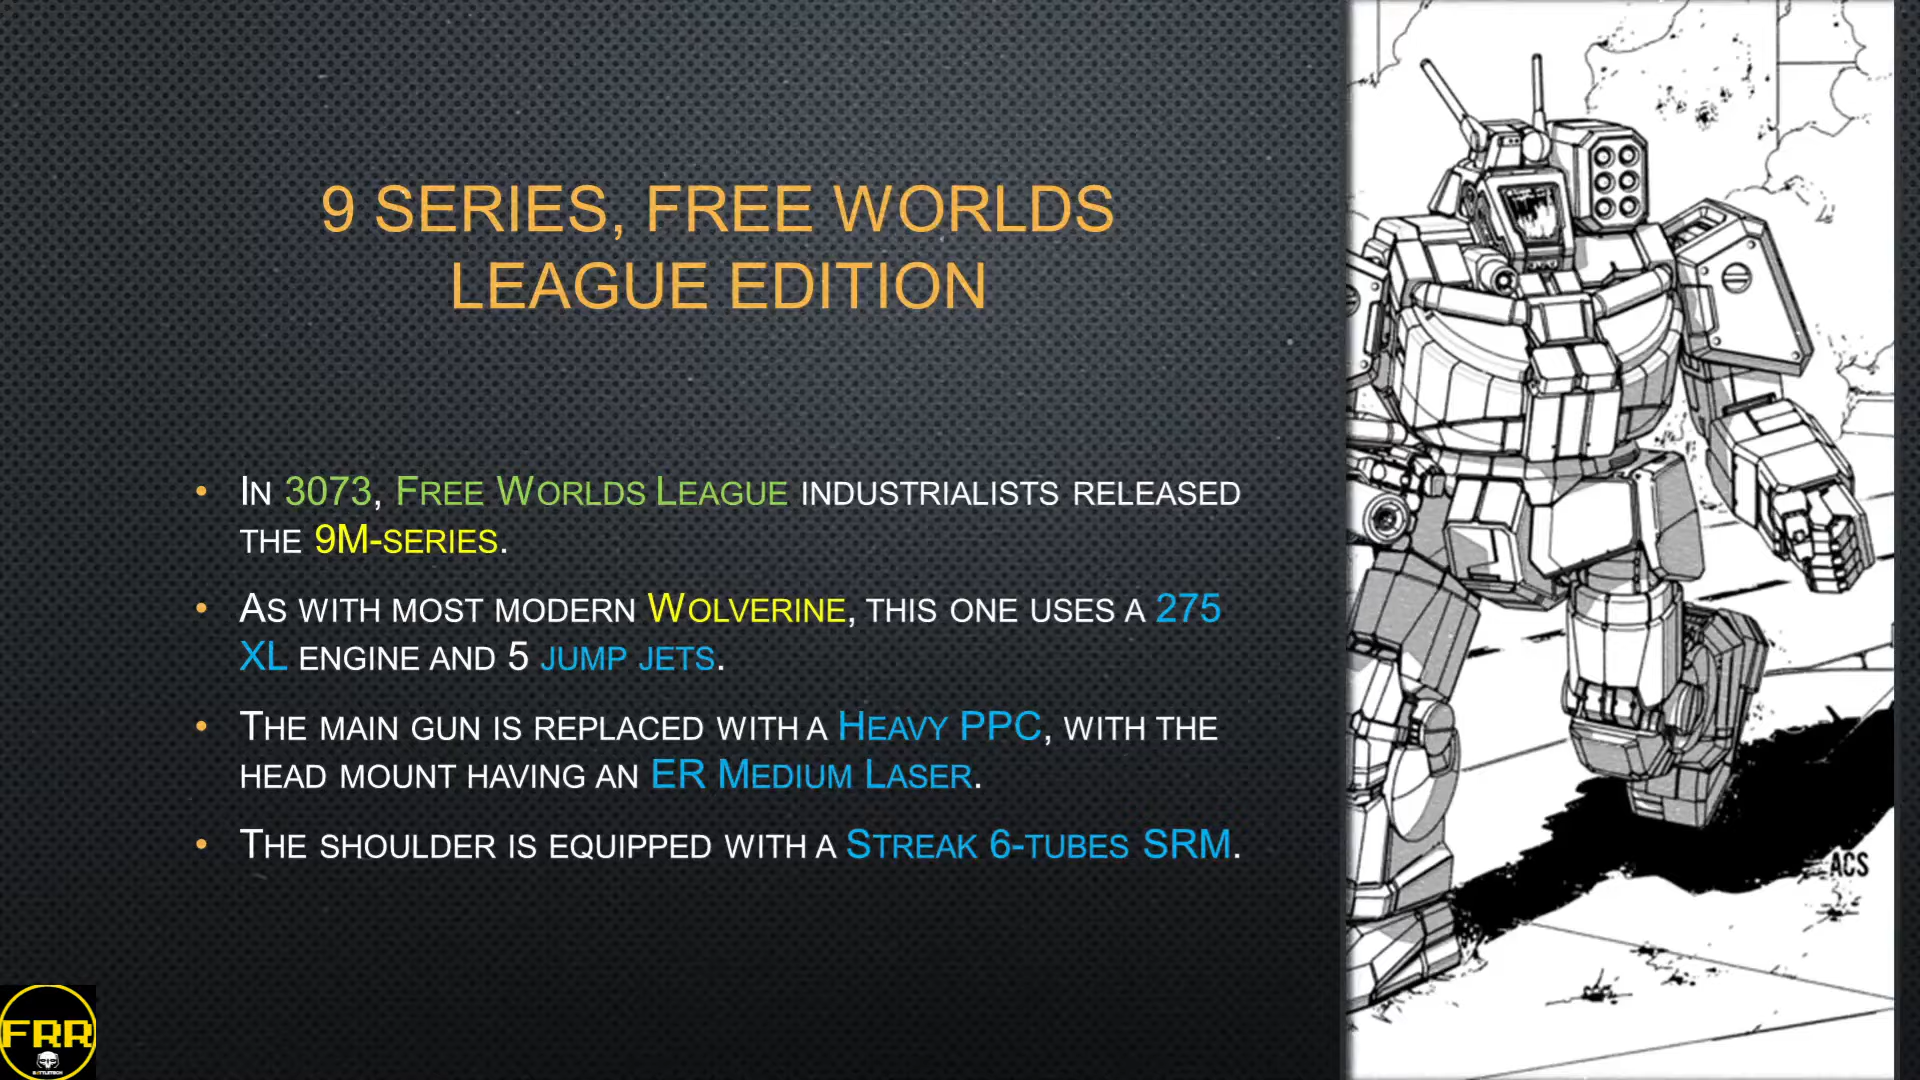 9 SERIES, FREE WORLDS
LEAGUE EDITION
• IN 3073, FREE WORLDS LEAGUE INDUSTRIALISTS RELEASED
THE 9M-SERIES.
• AS WITH MOST MODERN WOLVERINE, THIS ONE USES A 275
XL ENGINE AND 5 JUMP JETS.
• THE MAIN GUN IS REPLACED WITH A HEAVY PPC, WITH THE
HEAD MOUNT HAVING AN ER MEDIUM LASER.
• THE SHOULDER IS EQUIPPED WITH A STREAK 6-TUBES SRM.
ACS
FRR
BATTLETECH